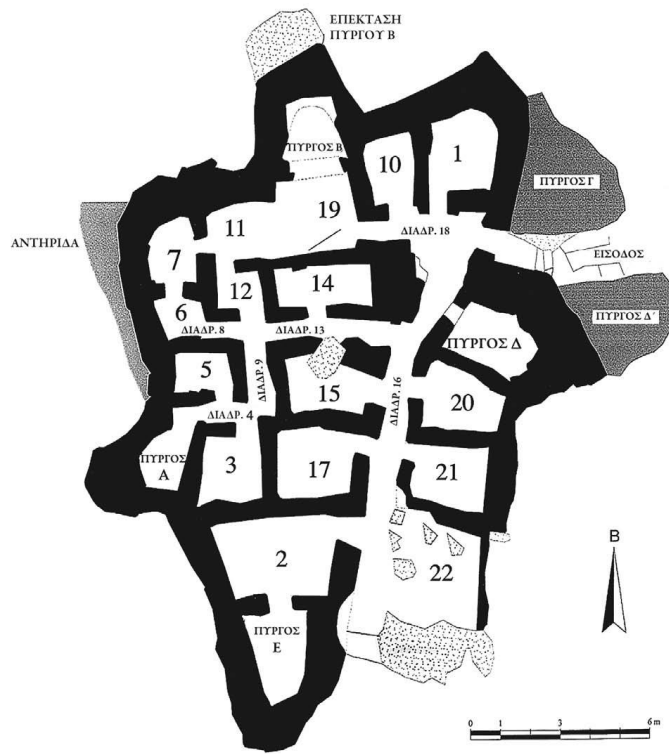 ΕΠΕΚΤΑΣΗ
ΠΥΡΓΟΥ Β
ΠΥΡΓΟΣ Β
10
1
ΠΥΡΓΟΣ Γ
19
11
ΔΙΑΔΡ. 18
ΑΝΤΗΡΙΔΑ
7
ΕΙΣΟΔΟΣ
12
14
6
ΔΙΑΔΡ. 8
ΔΙΑΔΡ. 13
ΠΥΡΓΟΣ Δ΄
ΠΥΡΓΟΣ Δ
5
ΔΙΑΔΡ. 9
15
ΔΙΑΔΡ. 16
20
ΔΙΑΔΡ. 4
ΠΥΡΓΟΣ
Α
3
17
21
2
22
Β
ΠΥΡΓΟΣ
Ε
0 1 3 6 m